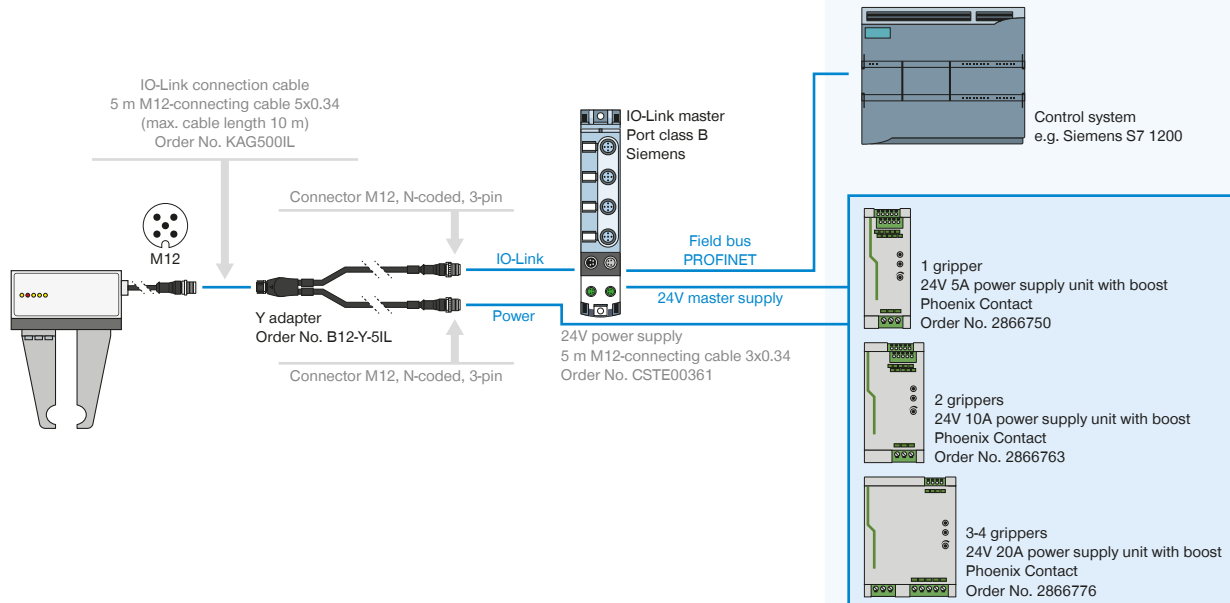 IO-Link connection cable
5 m M12-connecting cable 5x0.34
(max. cable length 10 m)
Order No. KAG500IL
M12
Connector M12, N-coded, 3-pin
Y adapter
Order No. B12-Y-5IL
Connector M12, N-coded, 3-pin
IO-Link
Power
IO-Link master
Port class B
Siemens
Field bus
PROFINET
24V master supply
24V power supply
5 m M12-connecting cable 3x0.34
Order No. CSTE00361
Control system
e.g. Siemens S7 1200
1 gripper
24V 5A power supply unit with boost
Phoenix Contact
Order No. 2866750
2 grippers
24V 10A power supply unit with boost
Phoenix Contact
Order No. 2866763
3-4 grippers
24V 20A power supply unit with boost
Phoenix Contact
Order No. 2866776